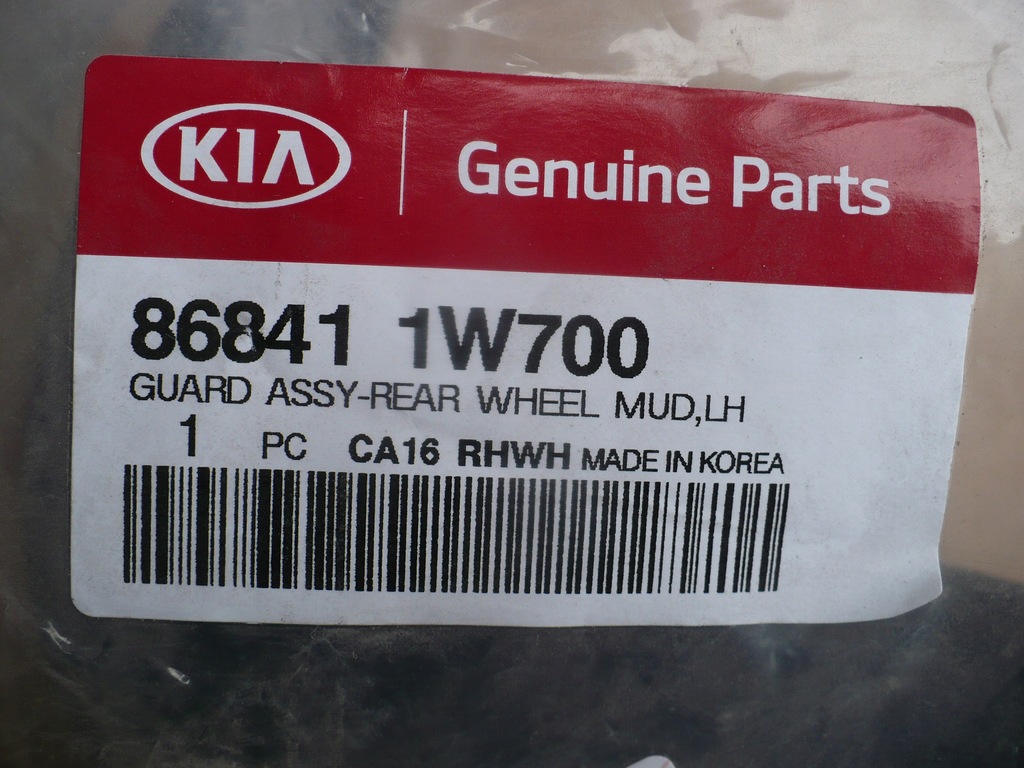 KIA Genuine Parts
86841 1W700
GUARD ASSY-REAR WHEEL MUD,LH
1 PC CA16 RHWH MADE IN KOREA